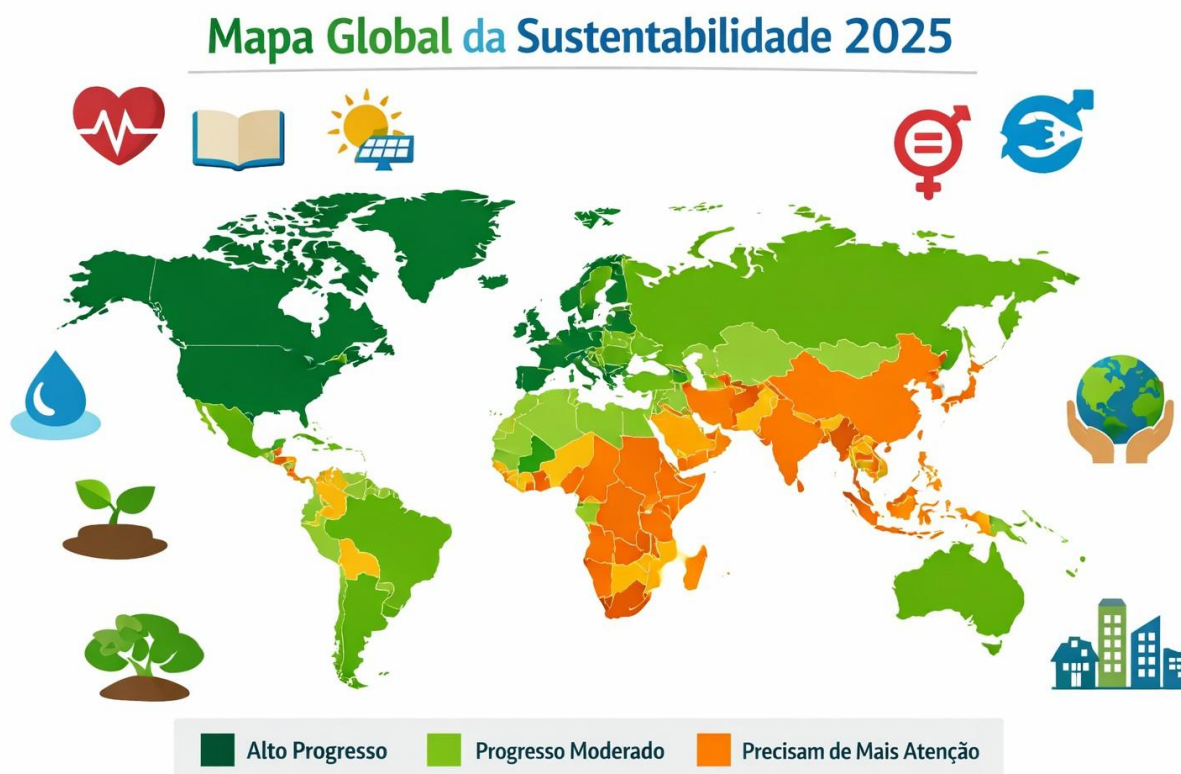 Mapa Global da Sustentabilidade 2025
Alto Progresso
Progresso Moderado
Precisam de Mais Atenção